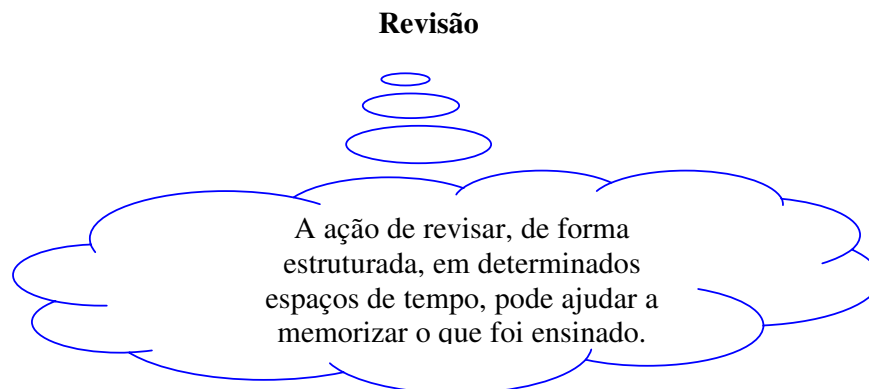 Revisão
A ação de revisar, de forma
estruturada, em determinados
espaços de tempo, pode ajudar a
memorizar o que foi ensinado.